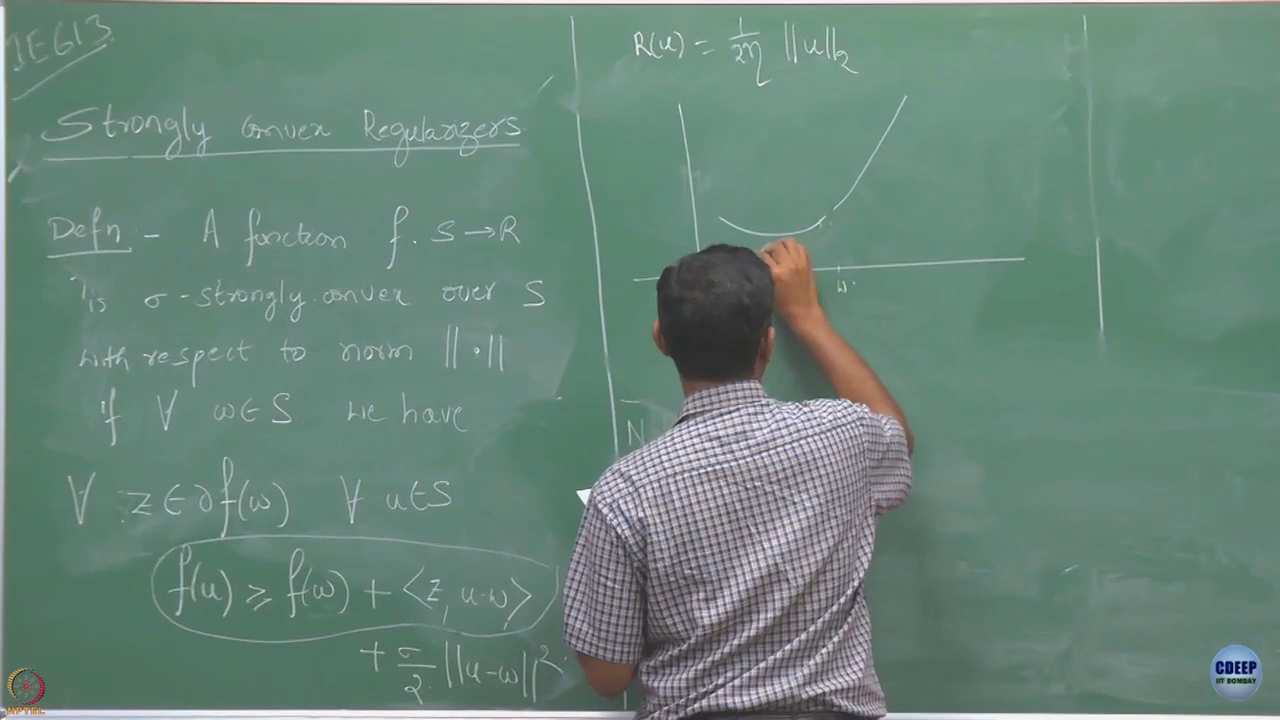 IE613
Strongly Convex Regularizers
Defn - A function f. S→R
is σ-strongly convex over S
with respect to norm ||·||
if ∀ w∈S we have
∀ z∈∂f(w) ∀ u∈S
f(u) ≥ f(w) + <z, u-w>
+ σ/2 ||u-w||².
R(u) = 1/2η ||u||₂
w
N
CDEEP
IIT BOMBAY
NPTEL